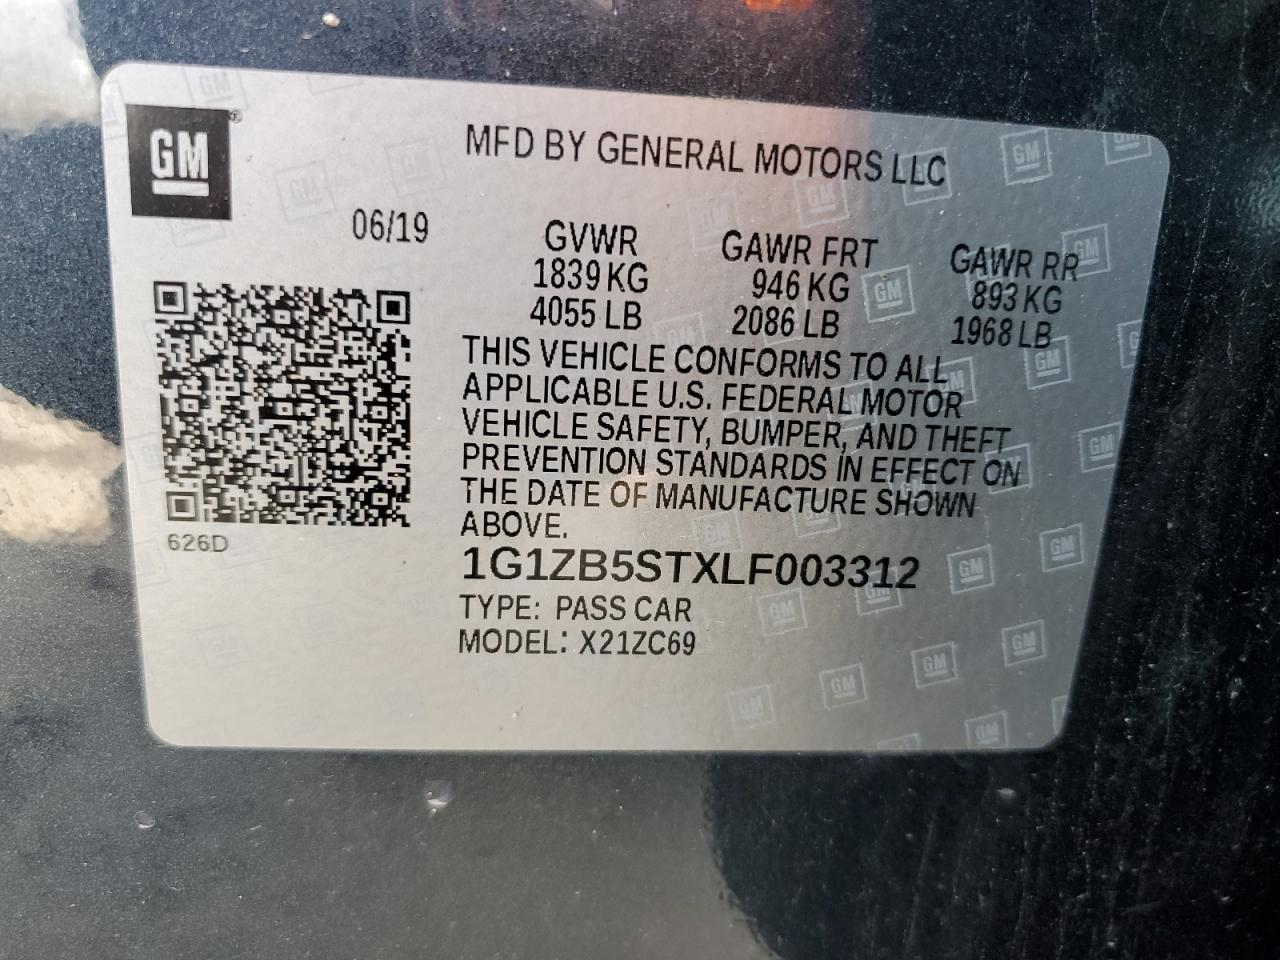 GM
MFD BY GENERAL MOTORS LLC
06/19
GVWR GAWR FRT GAWR RR
1839 KG 946 KG 893 KG
4055 LB 2086 LB 1968 LB
THIS VEHICLE CONFORMS TO ALL
APPLICABLE U.S. FEDERAL MOTOR
VEHICLE SAFETY, BUMPER, AND THEFT
PREVENTION STANDARDS IN EFFECT ON
THE DATE OF MANUFACTURE SHOWN
ABOVE.
626D
1G1ZB5STXLF003312
TYPE: PASS CAR
MODEL: X21ZC69